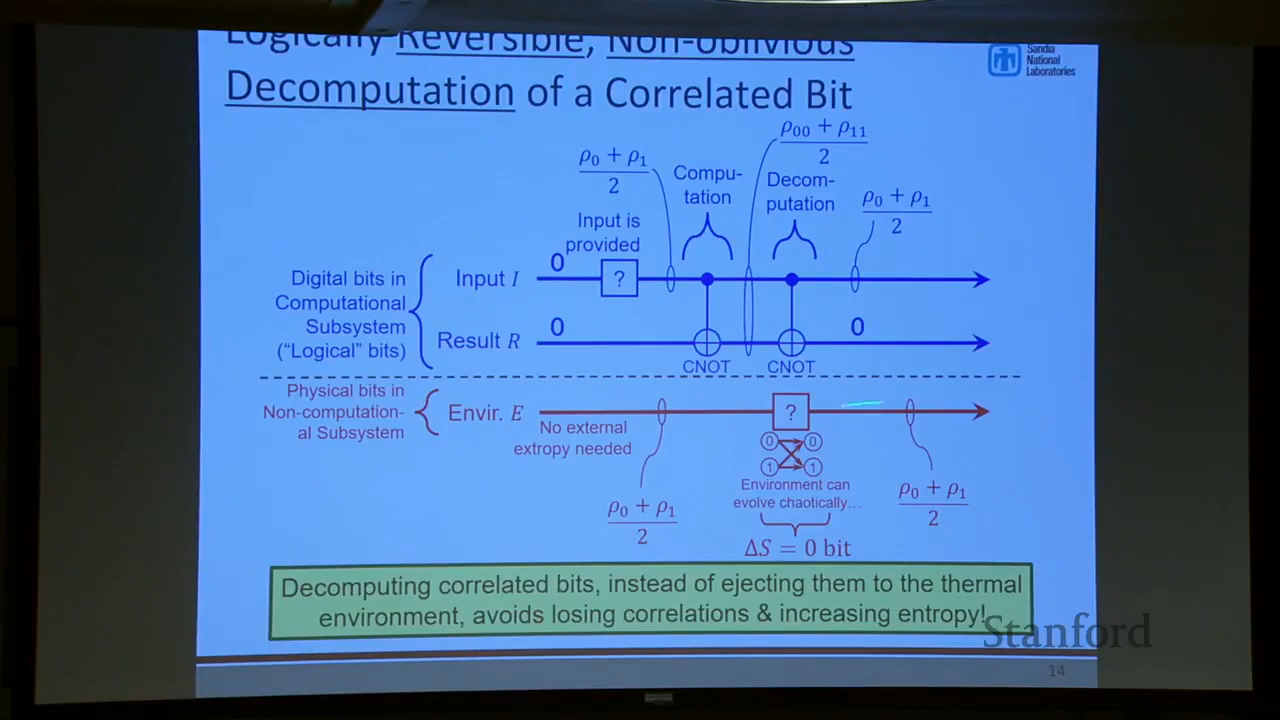 Logically Reversible, Non-oblivious
Decomputation of a Correlated Bit
Sandia
National
Laboratories
ρ00 + ρ11
2
ρ0 + ρ1
2
Compu-
tation
Decom-
putation
ρ0 + ρ1
2
Input is
provided
0
Digital bits in
Computational
Subsystem
("Logical" bits)
Input I
?
Result R
0
0
CNOT
CNOT
Physical bits in
Non-computation-
al Subsystem
Envir. E
No external
extropy needed
?
0 0
1 1
Environment can
evolve chaotically…
ρ0 + ρ1
2
ρ0 + ρ1
2
ΔS = 0 bit
Decomputing correlated bits, instead of ejecting them to the thermal
environment, avoids losing correlations & increasing entropy!
Stanford
14